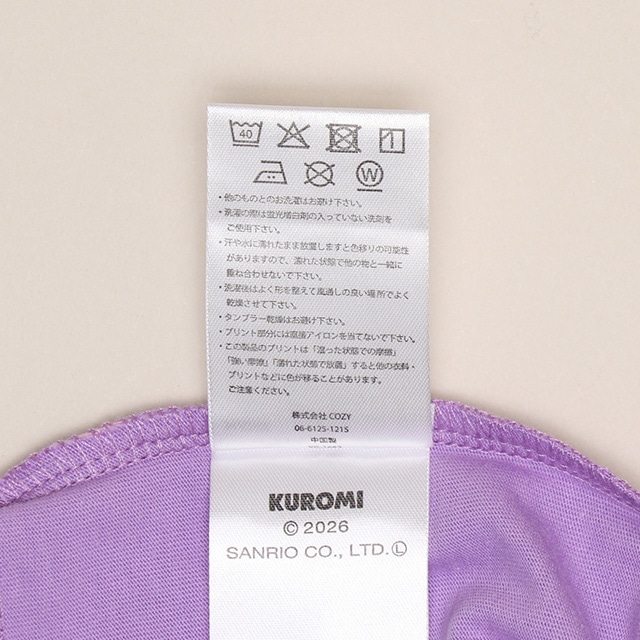 40
W
・他のものとのお洗濯はお避け下さい。
・洗濯の際は蛍光増白剤の入っていない洗剤を
ご使用下さい。
・汗や水に濡れたまま放置しますと色移りの可能性
がありますので、濡れた状態で他の物と一緒に
重ね合わせないで下さい。
・洗濯後はよく形を整えて風通しの良い場所でよく
乾燥させて下さい。
・タンブラー乾燥はお避け下さい。
・プリント部分には直接アイロンを当てないで下さい。
・この製品のプリントは「湿った状態での摩擦」
「強い摩擦」「濡れた状態で放置」すると他の衣料・
プリントなどに色が移ることがあります。
株式会社 COZY
06-6125-1215
中国製
KUROMI
© 2026
SANRIO CO., LTD. Ⓛ